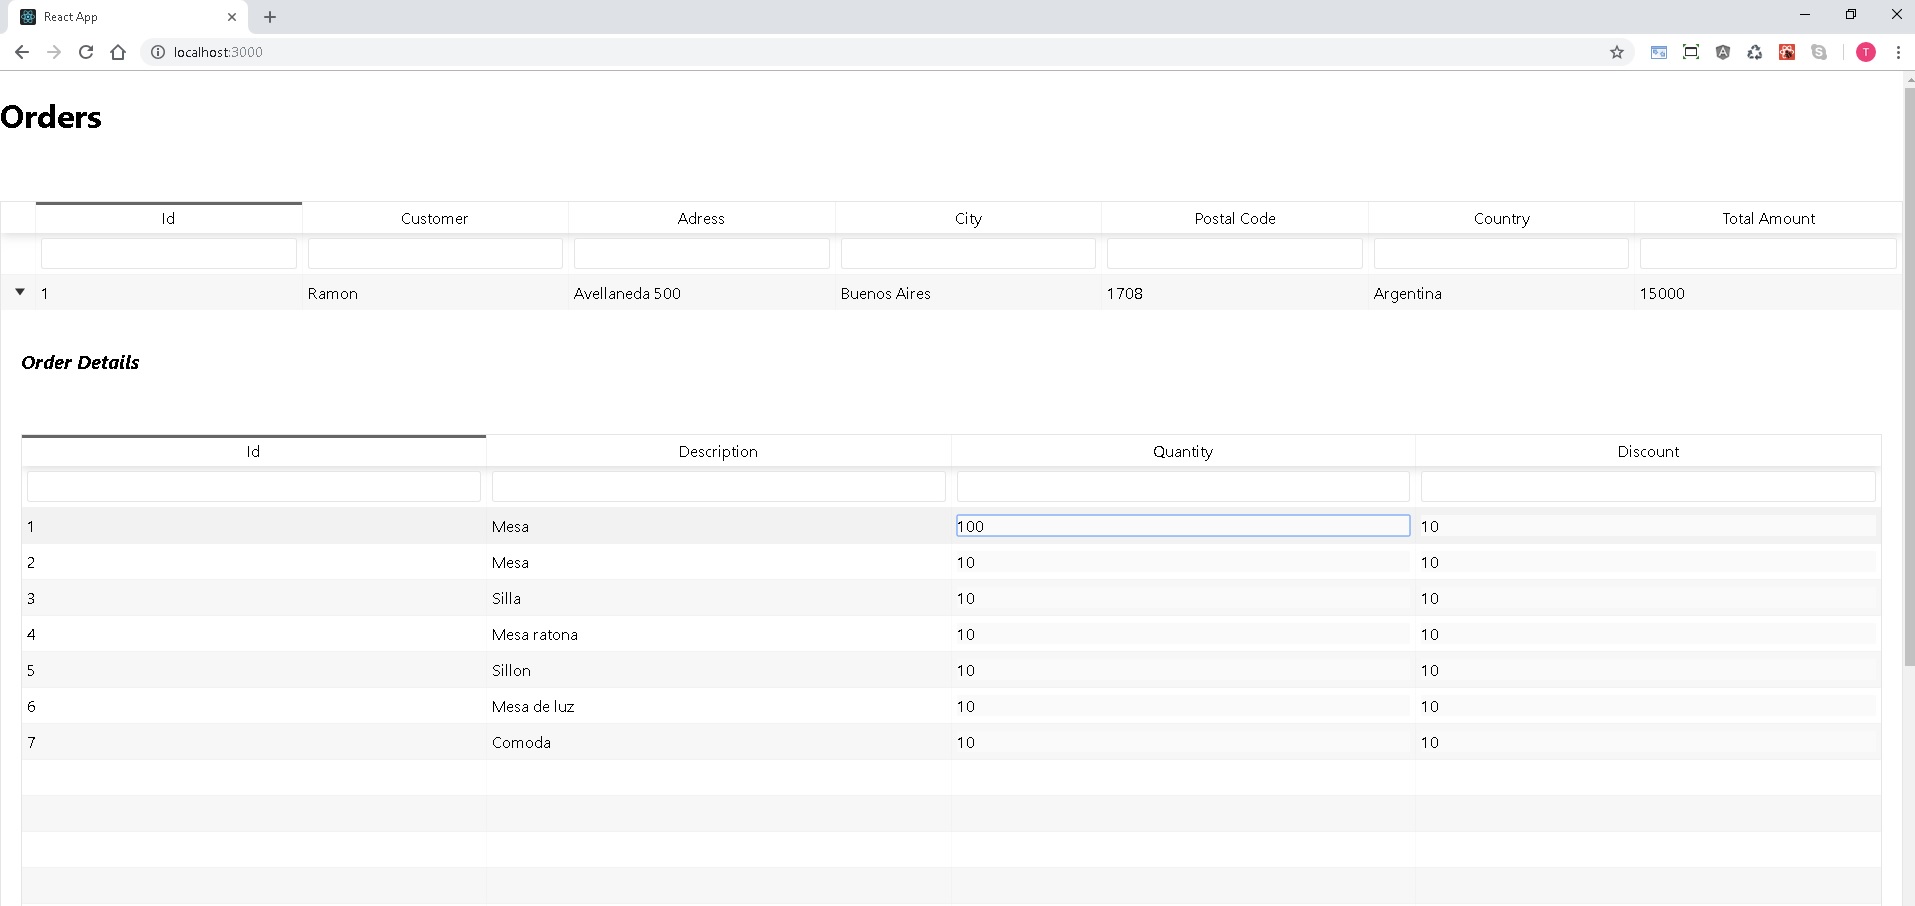 React App
localhost:3000
T
Orders
Id Customer Adress City Postal Code Country Total Amount
1 Ramon Avellaneda 500 Buenos Aires 1708 Argentina 15000
Order Details
Id Description Quantity Discount
1 Mesa 100 10
2 Mesa 10 10
3 Silla 10 10
4 Mesa ratona 10 10
5 Sillon 10 10
6 Mesa de luz 10 10
7 Comoda 10 10